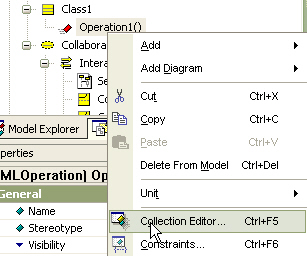 Class1
Operation1()
Collabora
Add
Intera
Add Diagram
Se
Cut Ctrl+X
Co
Copy Ctrl+C
Co
Model Explorer
Paste Ctrl+V
perties
Delete From Model Ctrl+Del
MLOperation) Op
General
Unit
Name
Stereotype
Collection Editor... Ctrl+F5
Visibility
Constraints... Ctrl+F6